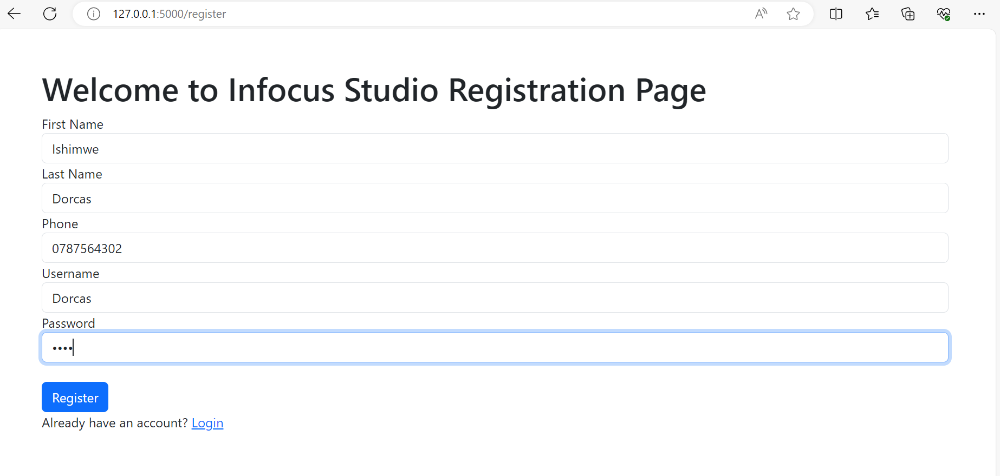 127.0.0.1:5000/register
Welcome to Infocus Studio Registration Page
First Name
Ishimwe
Last Name
Dorcas
Phone
0787564302
Username
Dorcas
Password
••••
Register
Already have an account? Login